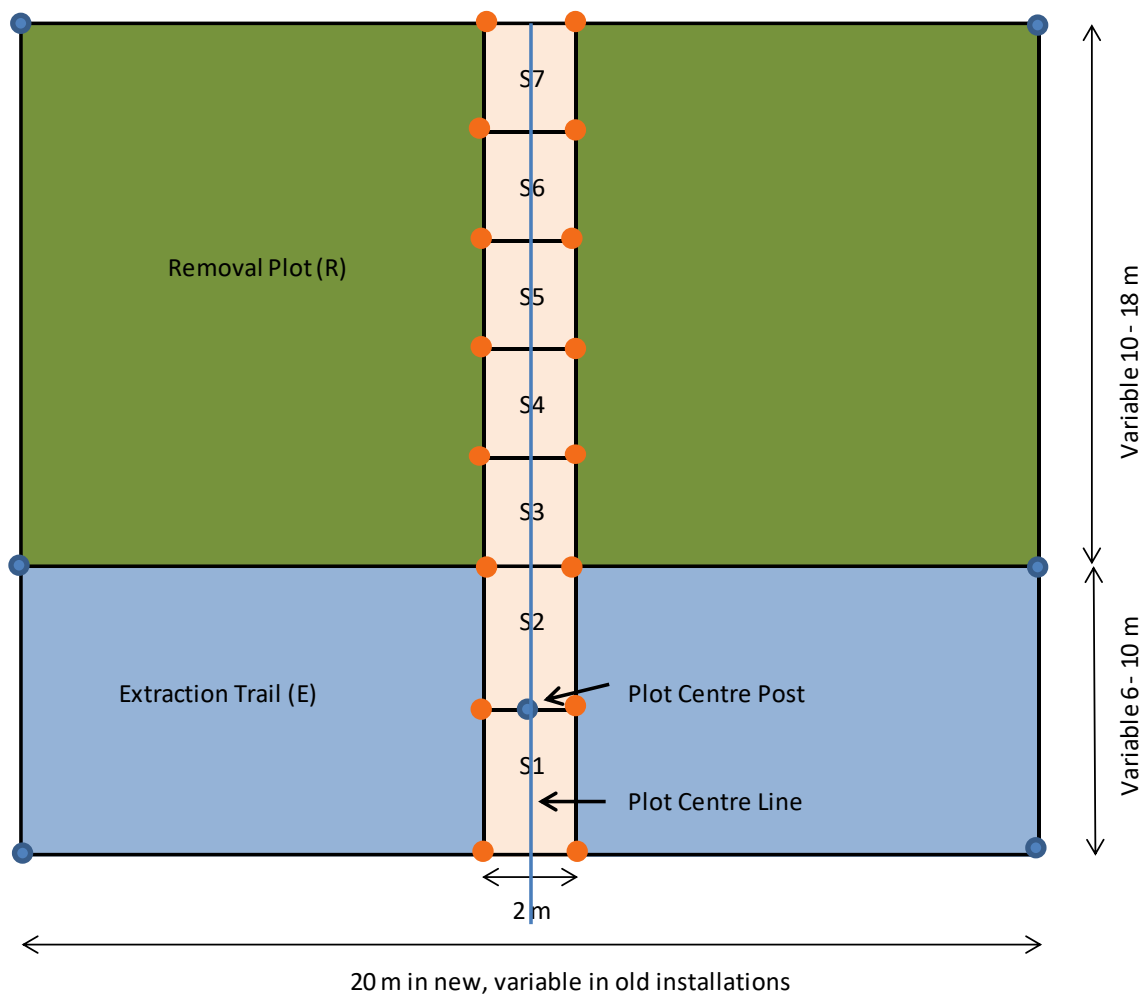 S7
S6
Removal Plot (R)
S5
Variable 10 - 18 m
S4
S3
S2
Extraction Trail (E)
Plot Centre Post
Variable 6 - 10 m
S1
Plot Centre Line
2 m
20 m in new, variable in old installations